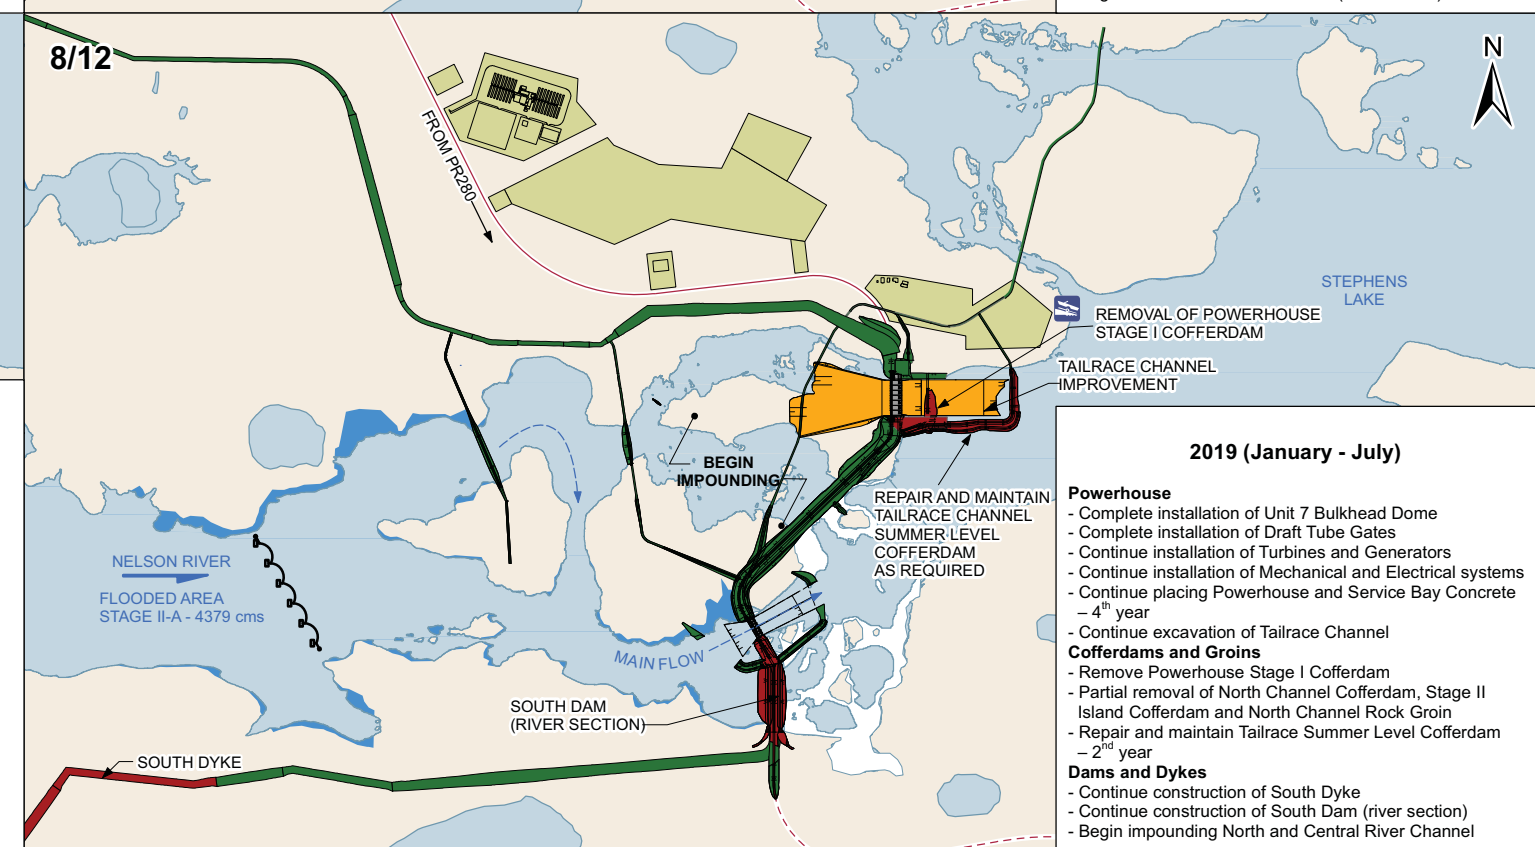 8/12
N
FROM PR280
STEPHENS
LAKE
REMOVAL OF POWERHOUSE
STAGE I COFFERDAM
TAILRACE CHANNEL
IMPROVEMENT
BEGIN
IMPOUNDING
REPAIR AND MAINTAIN
TAILRACE CHANNEL
SUMMER LEVEL
COFFERDAM
AS REQUIRED
NELSON RIVER
FLOODED AREA
STAGE II-A - 4379 cms
MAIN FLOW
SOUTH DAM
(RIVER SECTION)
SOUTH DYKE
2019 (January - July)
Powerhouse
- Complete installation of Unit 7 Bulkhead Dome
- Complete installation of Draft Tube Gates
- Continue installation of Turbines and Generators
- Continue installation of Mechanical and Electrical systems
- Continue placing Powerhouse and Service Bay Concrete
– 4th year
- Continue excavation of Tailrace Channel
Cofferdams and Groins
- Remove Powerhouse Stage I Cofferdam
- Partial removal of North Channel Cofferdam, Stage II
Island Cofferdam and North Channel Rock Groin
- Repair and maintain Tailrace Summer Level Cofferdam
– 2nd year
Dams and Dykes
- Continue construction of South Dyke
- Continue construction of South Dam (river section)
- Begin impounding North and Central River Channel